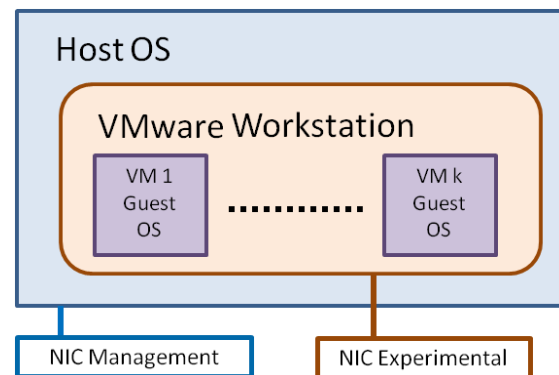 Host OS
VMware Workstation
VM 1
Guest
OS
VM k
Guest
OS
NIC Management
NIC Experimental